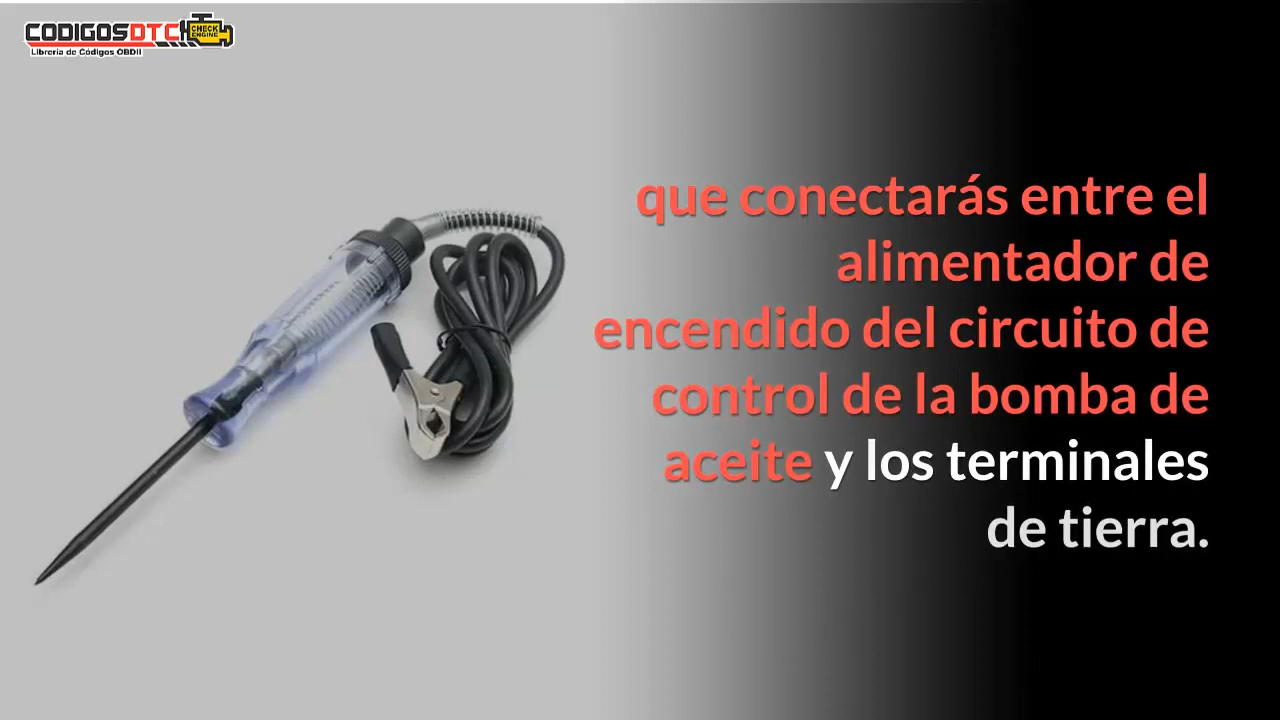 CODIGOSDTC
CHECK
ENGINE
Librería de Códigos OBDII
que conectarás entre el
alimentador de
encendido del circuito de
control de la bomba de
aceite y los terminales
de tierra.